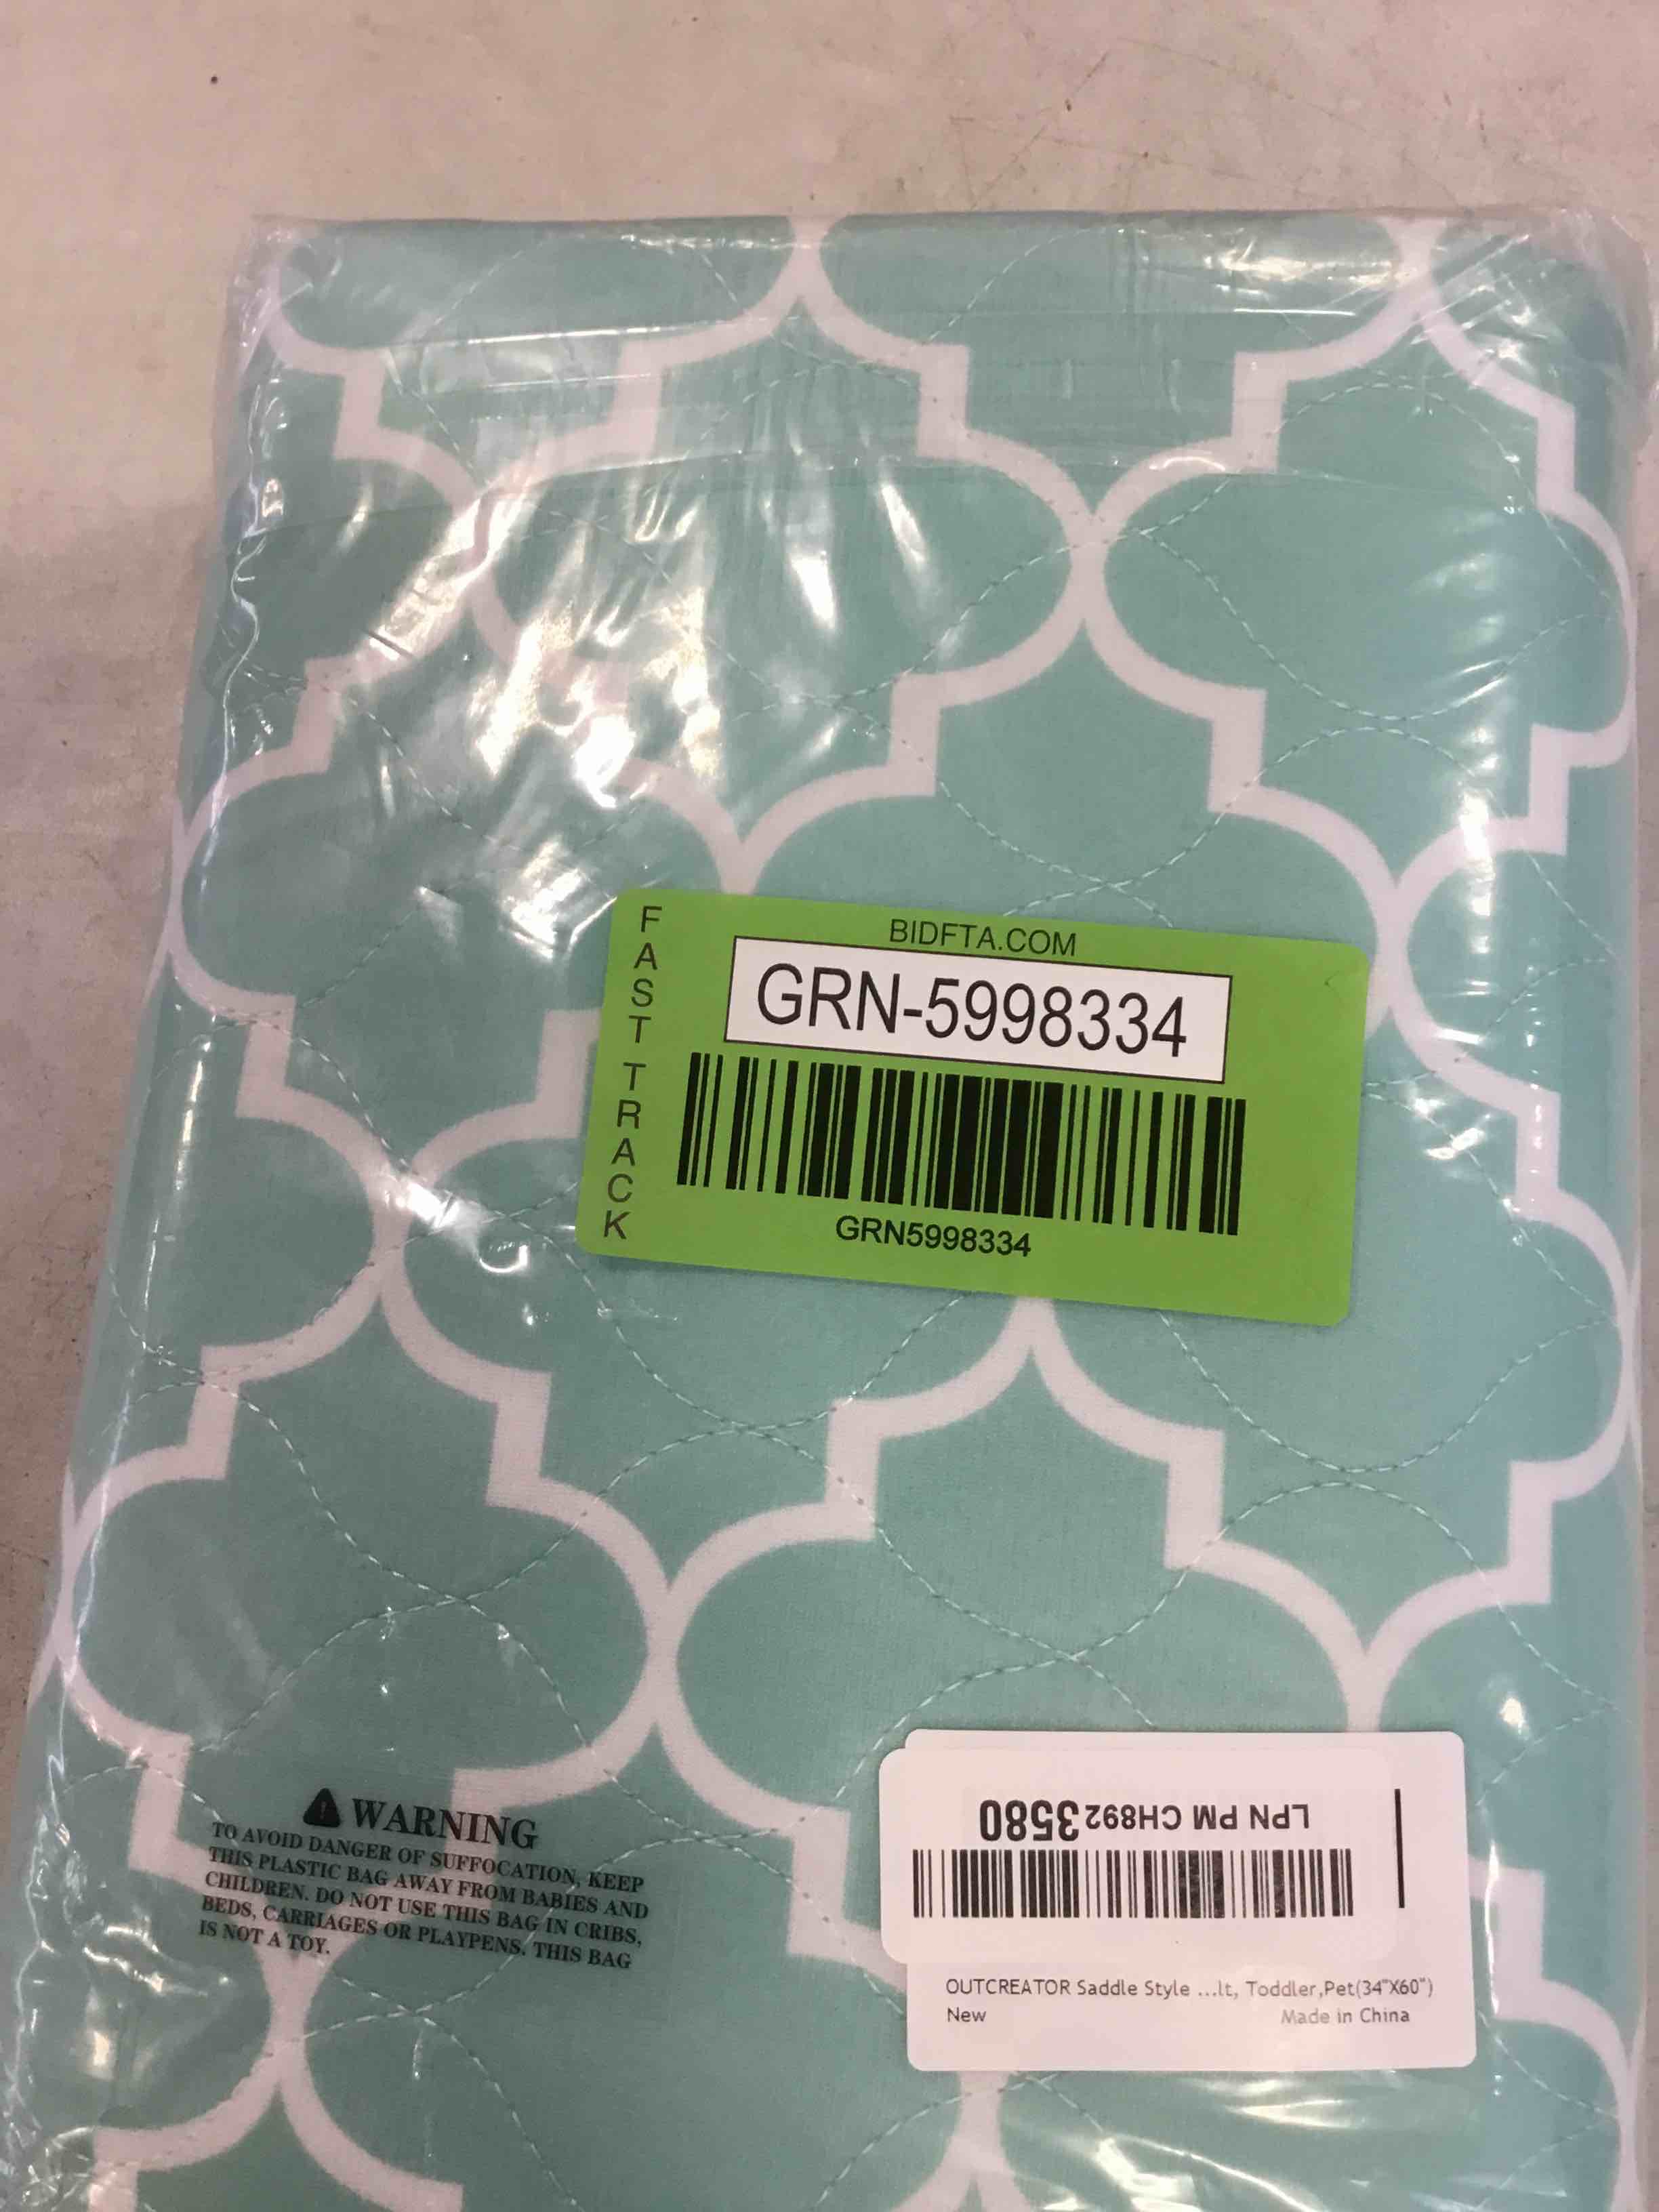 FAST TRACK
BIDFTA.COM
GRN-5998334
GRN5998334
WARNING
TO AVOID DANGER OF SUFFOCATION, KEEP
THIS PLASTIC BAG AWAY FROM BABIES AND
CHILDREN. DO NOT USE THIS BAG IN CRIBS,
BEDS, CARRIAGES OR PLAYPENS. THIS BAG
IS NOT A TOY.
LPN PM CH8923580
OUTCREATOR Saddle Style ...lt, Toddler,Pet(34"X60")
New Made in China